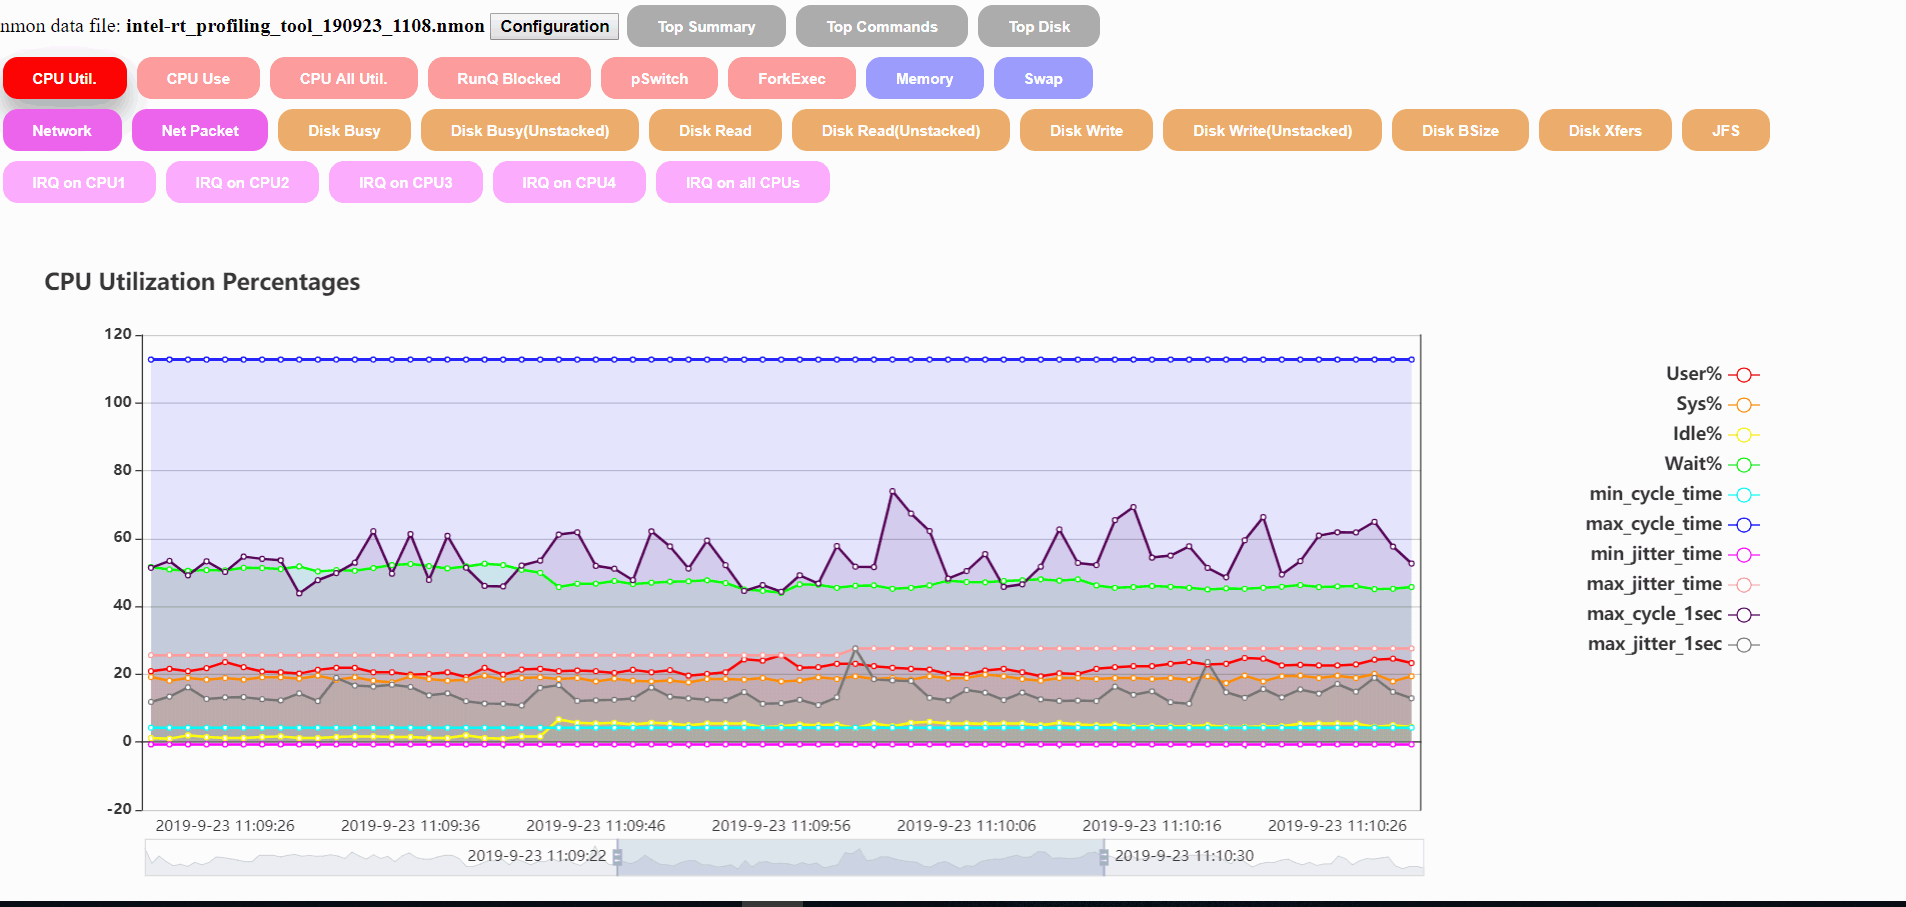 nmon data file: intel-rt_profiling_tool_190923_1108.nmon Configuration Top Summary Top Commands Top Disk
CPU Util. CPU Use CPU All Util. RunQ Blocked pSwitch ForkExec Memory Swap
Network Net Packet Disk Busy Disk Busy(Unstacked) Disk Read Disk Read(Unstacked) Disk Write Disk Write(Unstacked) Disk BSize Disk Xfers JFS
IRQ on CPU1 IRQ on CPU2 IRQ on CPU3 IRQ on CPU4 IRQ on all CPUs
CPU Utilization Percentages
120
100
80
60
40
20
0
-20
User%
Sys%
Idle%
Wait%
min_cycle_time
max_cycle_time
min_jitter_time
max_jitter_time
max_cycle_1sec
max_jitter_1sec
2019-9-23 11:09:26 2019-9-23 11:09:36 2019-9-23 11:09:46 2019-9-23 11:09:56 2019-9-23 11:10:06 2019-9-23 11:10:16 2019-9-23 11:10:26
2019-9-23 11:09:22 2019-9-23 11:10:30